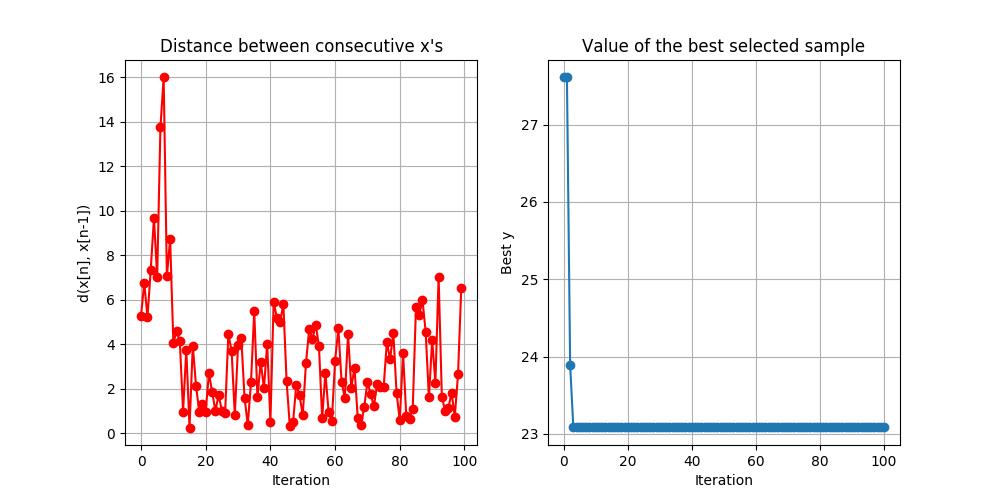 Distance between consecutive x's
16
14
12
10
8
6
4
2
0
d(x[n], x[n-1])
0 20 40 60 80 100
Iteration
Value of the best selected sample
27
26
25
24
23
Best y
0 20 40 60 80 100
Iteration